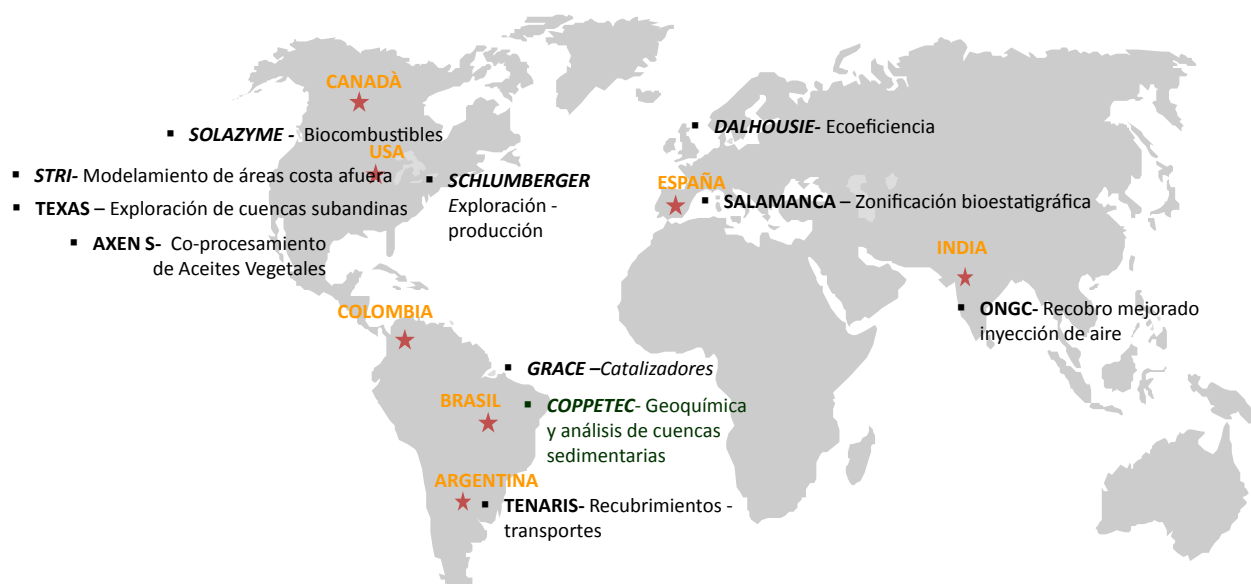 CANADÀ
▪ SOLAZYME - Biocombustibles
USA
▪ STRI- Modelamiento de áreas costa afuera
▪ TEXAS – Exploración de cuencas subandinas
▪ AXEN S- Co-procesamiento
de Aceites Vegetales
▪ SCHLUMBERGER
Exploración -
producción
▪ DALHOUSIE- Ecoeficiencia
ESPAÑA
▪ SALAMANCA – Zonificación bioestatigráfica
INDIA
▪ ONGC- Recobro mejorado
inyección de aire
COLOMBIA
▪ GRACE –Catalizadores
BRASIL
▪ COPPETEC- Geoquímica
y análisis de cuencas
sedimentarias
ARGENTINA
▪ TENARIS- Recubrimientos -
transportes